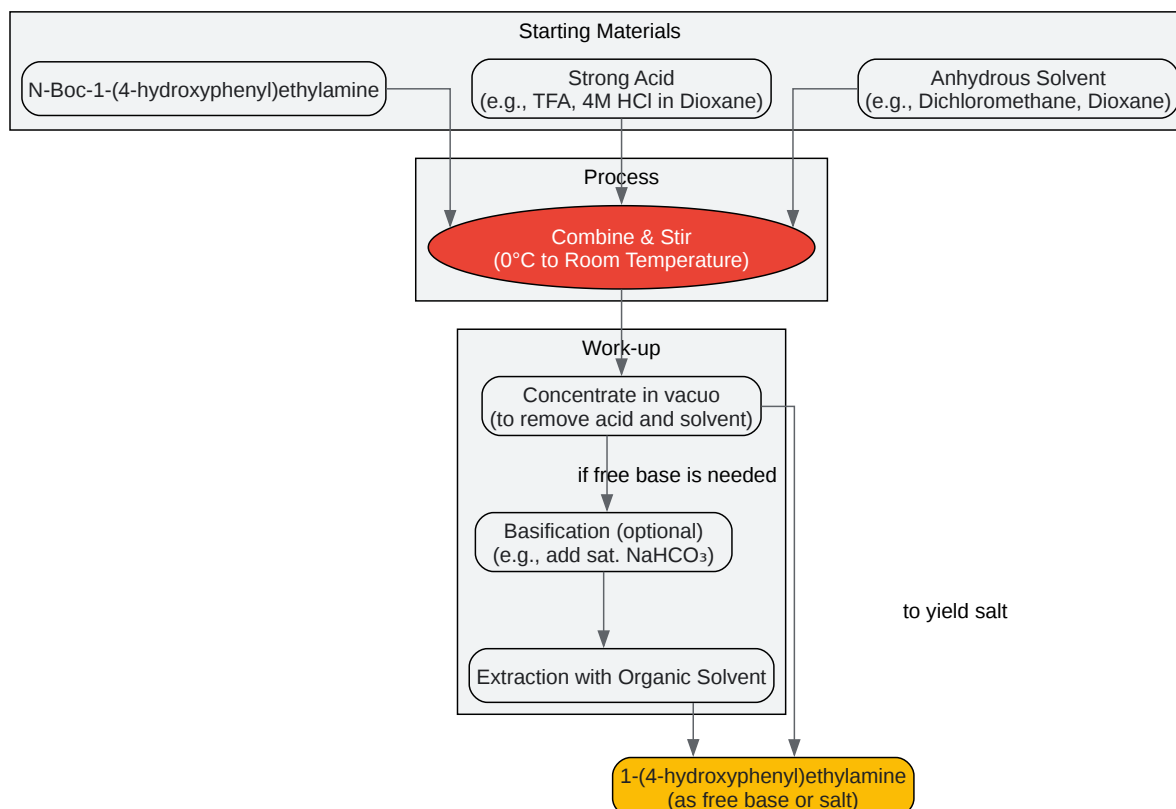 Starting Materials
N-Boc-1-(4-hydroxyphenyl)ethylamine
Strong Acid
(e.g., TFA, 4M HCl in Dioxane)
Anhydrous Solvent
(e.g., Dichloromethane, Dioxane)
Process
Combine & Stir
(0°C to Room Temperature)
Work-up
Concentrate in vacuo
(to remove acid and solvent)
if free base is needed
Basification (optional)
(e.g., add sat. NaHCO₃)
to yield salt
Extraction with Organic Solvent
1-(4-hydroxyphenyl)ethylamine
(as free base or salt)